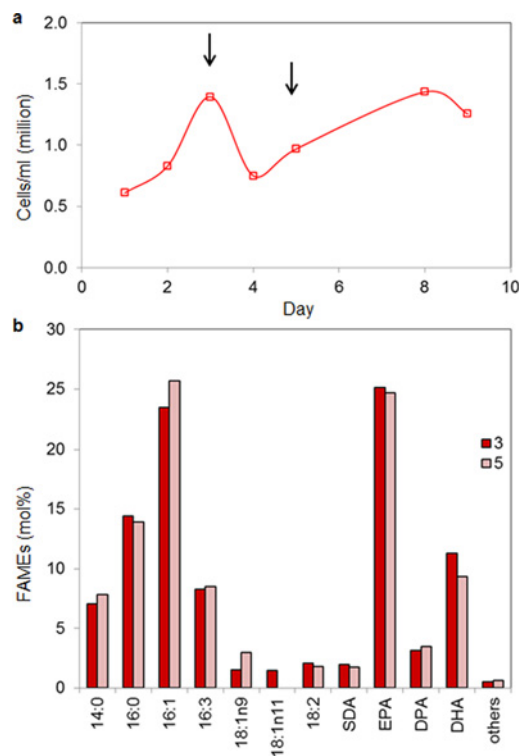 a
2.0
1.5
1.0
0.5
0.0
Cells/ml (million)
0 2 4 6 8 10
Day
b
30
25
20
15
10
5
0
FAMEs (mol%)
3
5
14:0 16:0 16:1 16:3 18:1n9 18:1n11 18:2 SDA EPA DPA DHA others